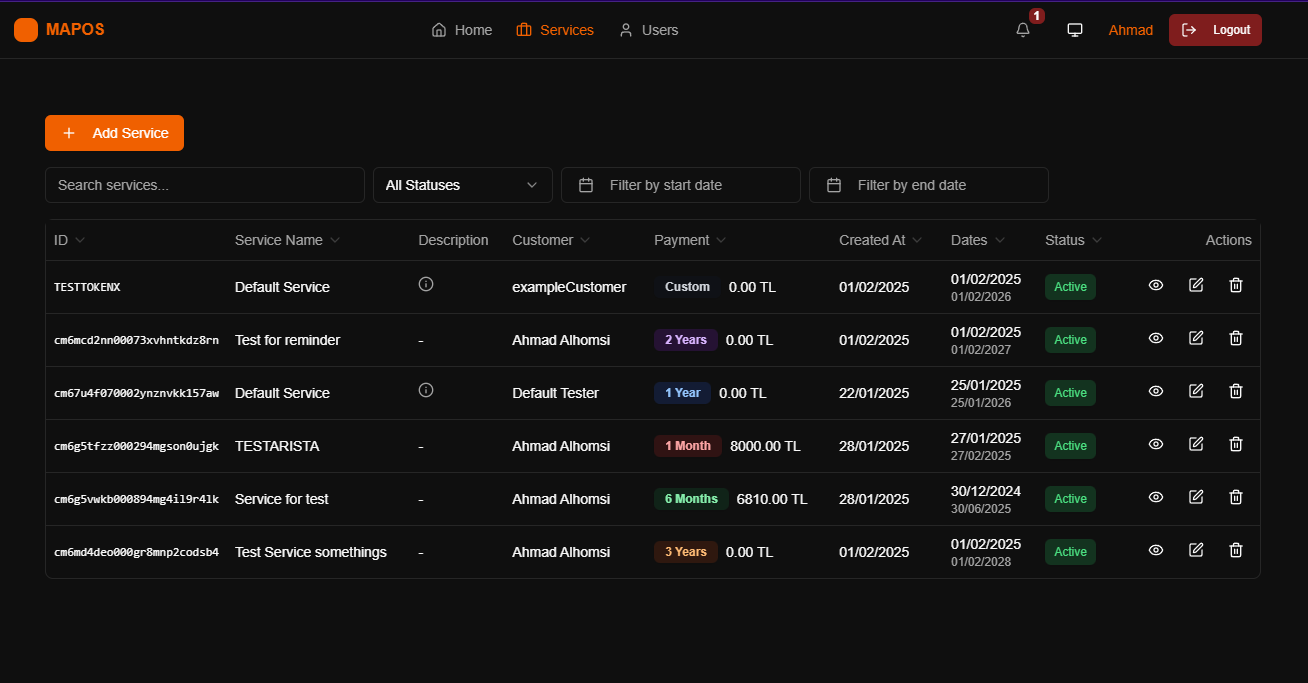 MAPOS Home Services Users 1 Ahmad Logout
Add Service
Search services... All Statuses Filter by start date Filter by end date
ID Service Name Description Customer Payment Created At Dates Status Actions
TESTTOKENX Default Service exampleCustomer Custom 0.00 TL 01/02/2025 01/02/2025 Active
01/02/2026
cm6mcd2nn00073xvhntkdz8rn Test for reminder - Ahmad Alhomsi 2 Years 0.00 TL 01/02/2025 01/02/2025 Active
01/02/2027
cm67u4f070002ynznvkk157aw Default Service Default Tester 1 Year 0.00 TL 22/01/2025 25/01/2025 Active
25/01/2026
cm6g5tfzz000294mgson0ujgk TESTARISTA - Ahmad Alhomsi 1 Month 8000.00 TL 28/01/2025 27/01/2025 Active
27/02/2025
cm6g5vwkb000894mg4il9r4lk Service for test - Ahmad Alhomsi 6 Months 6810.00 TL 28/01/2025 30/12/2024 Active
30/06/2025
cm6md4deo000gr8mnp2codsb4 Test Service somethings - Ahmad Alhomsi 3 Years 0.00 TL 01/02/2025 01/02/2025 Active
01/02/2028